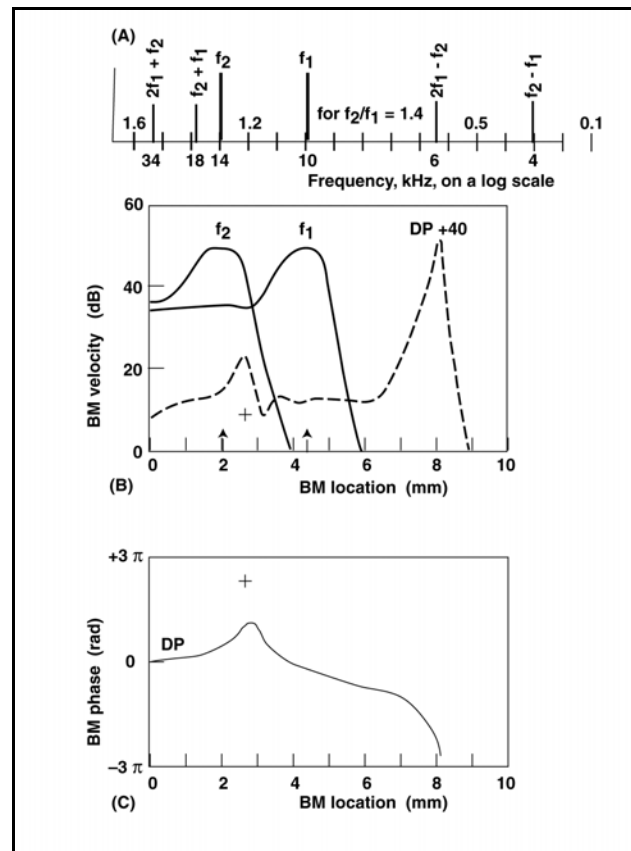 (A)
2f₁ + f₂
f₂ + f₁
f₂
f₁
2f₁ - f₂
f₂ - f₁
for f₂/f₁ = 1.4
1.6 1.2 0.5 0.1
34 18 14 10 6 4
Frequency, kHz, on a log scale
60
40
20
0
BM velocity (dB)
f₂ f₁ DP +40
+
0 2 4 6 8 10
(B) BM location (mm)
+3 π
0
–3 π
BM phase (rad)
+
DP
0 2 4 6 8 10
(C) BM location (mm)